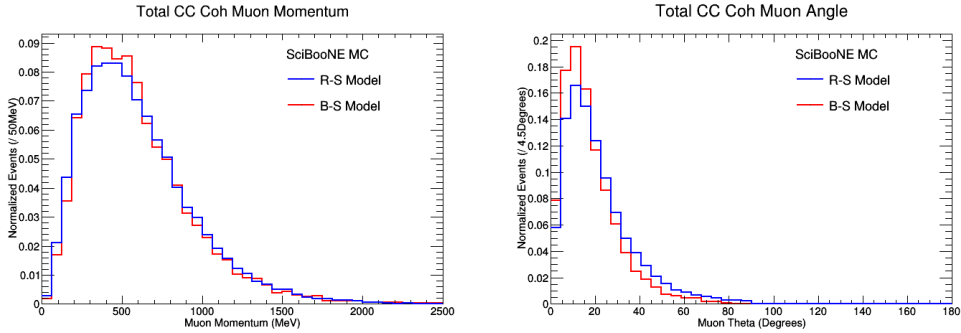 Total CC Coh Muon Momentum
Normalized Events (/ 50MeV)
0.09
0.08
0.07
0.06
0.05
0.04
0.03
0.02
0.01
0
SciBooNE MC
R-S Model
B-S Model
0 500 1000 1500 2000 2500
Muon Momentum (MeV)
Total CC Coh Muon Angle
Normalized Events (/ 4.5Degrees)
0.2
0.18
0.16
0.14
0.12
0.1
0.08
0.06
0.04
0.02
0
SciBooNE MC
R-S Model
B-S Model
0 20 40 60 80 100 120 140 160 180
Muon Theta (Degrees)